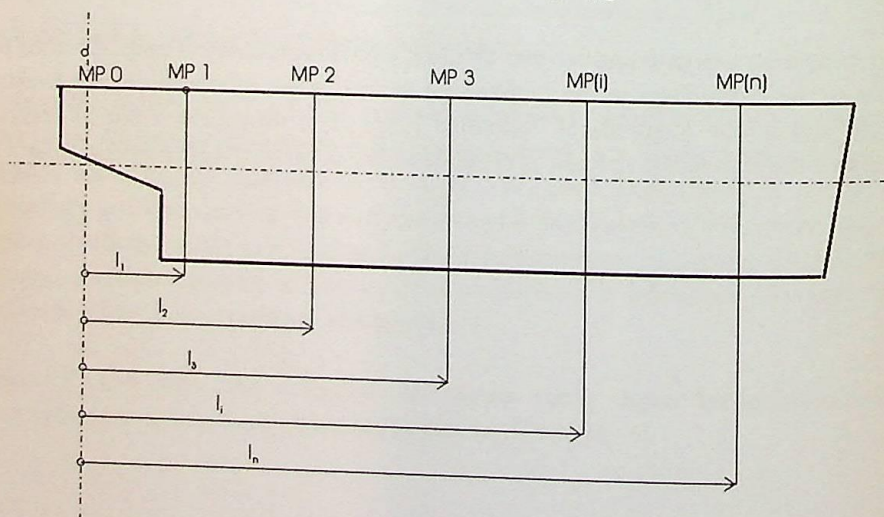 MP 0 MP 1 MP 2 MP 3 MP(i) MP(n)
l₁
l₂
l₃
lᵢ
lₙ